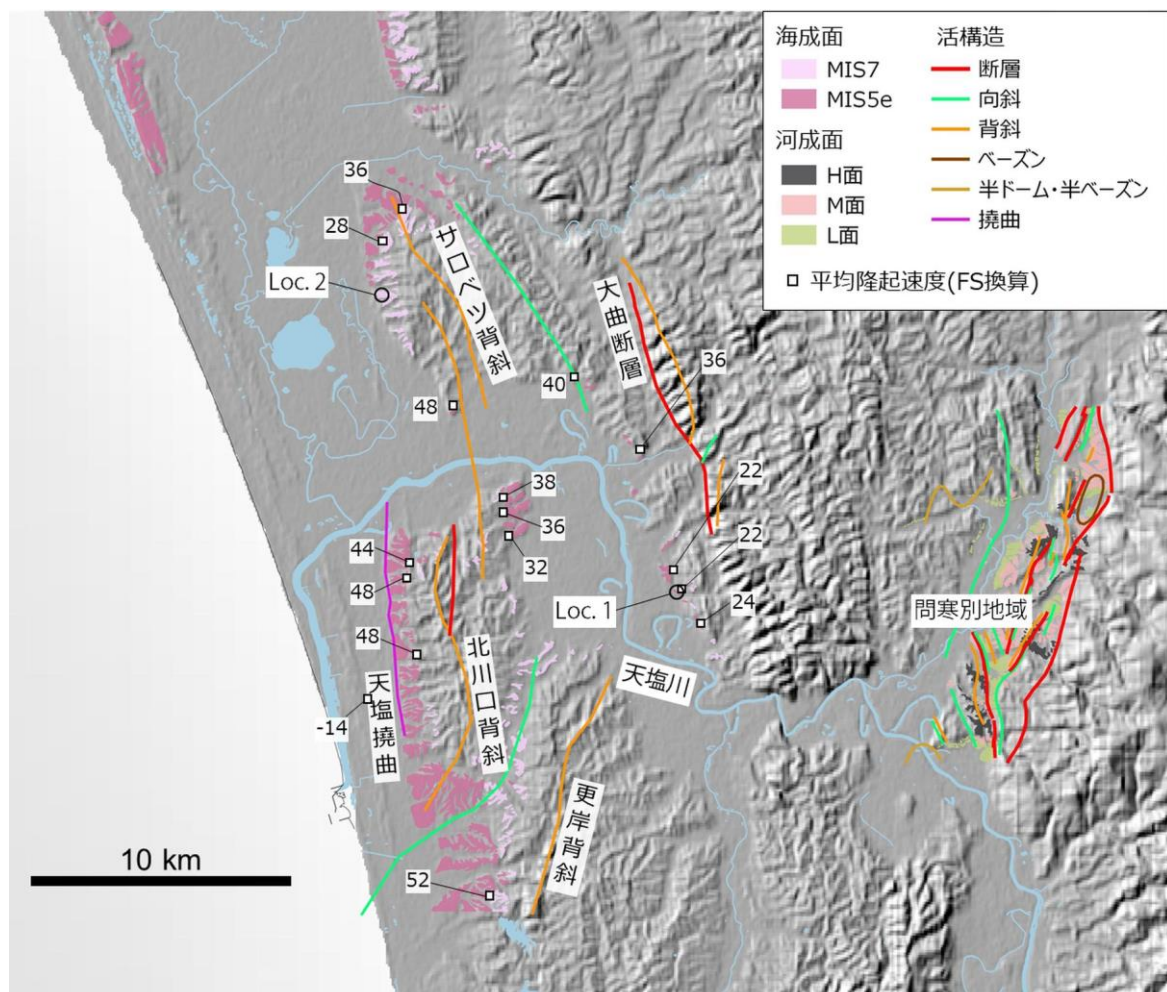 海成面
MIS7
MIS5e
河成面
H面
M面
L面
活構造
断層
向斜
背斜
ベーズン
半ドーム・半ベーズン
撓曲
平均隆起速度(FS換算)
36
28
Loc. 2
サロベツ背斜
大曲断層
36
40
48
22
38
36
22
32
44
48
Loc. 1
24
問寒別地域
48
北川口背斜
天塩川
天塩撓曲
-14
更岸背斜
10 km
52